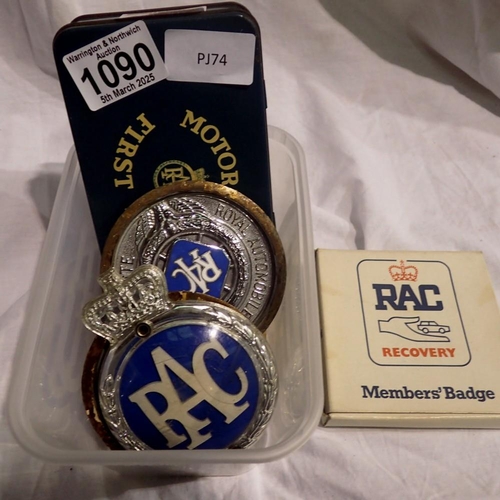 Warrington & Northwich
Auction
1090
5th March 2025
PJ74
FIRST
MOTOR
ROYAL AUTOMOBILE
RAC
RAC
RAC
RECOVERY
Members' Badge